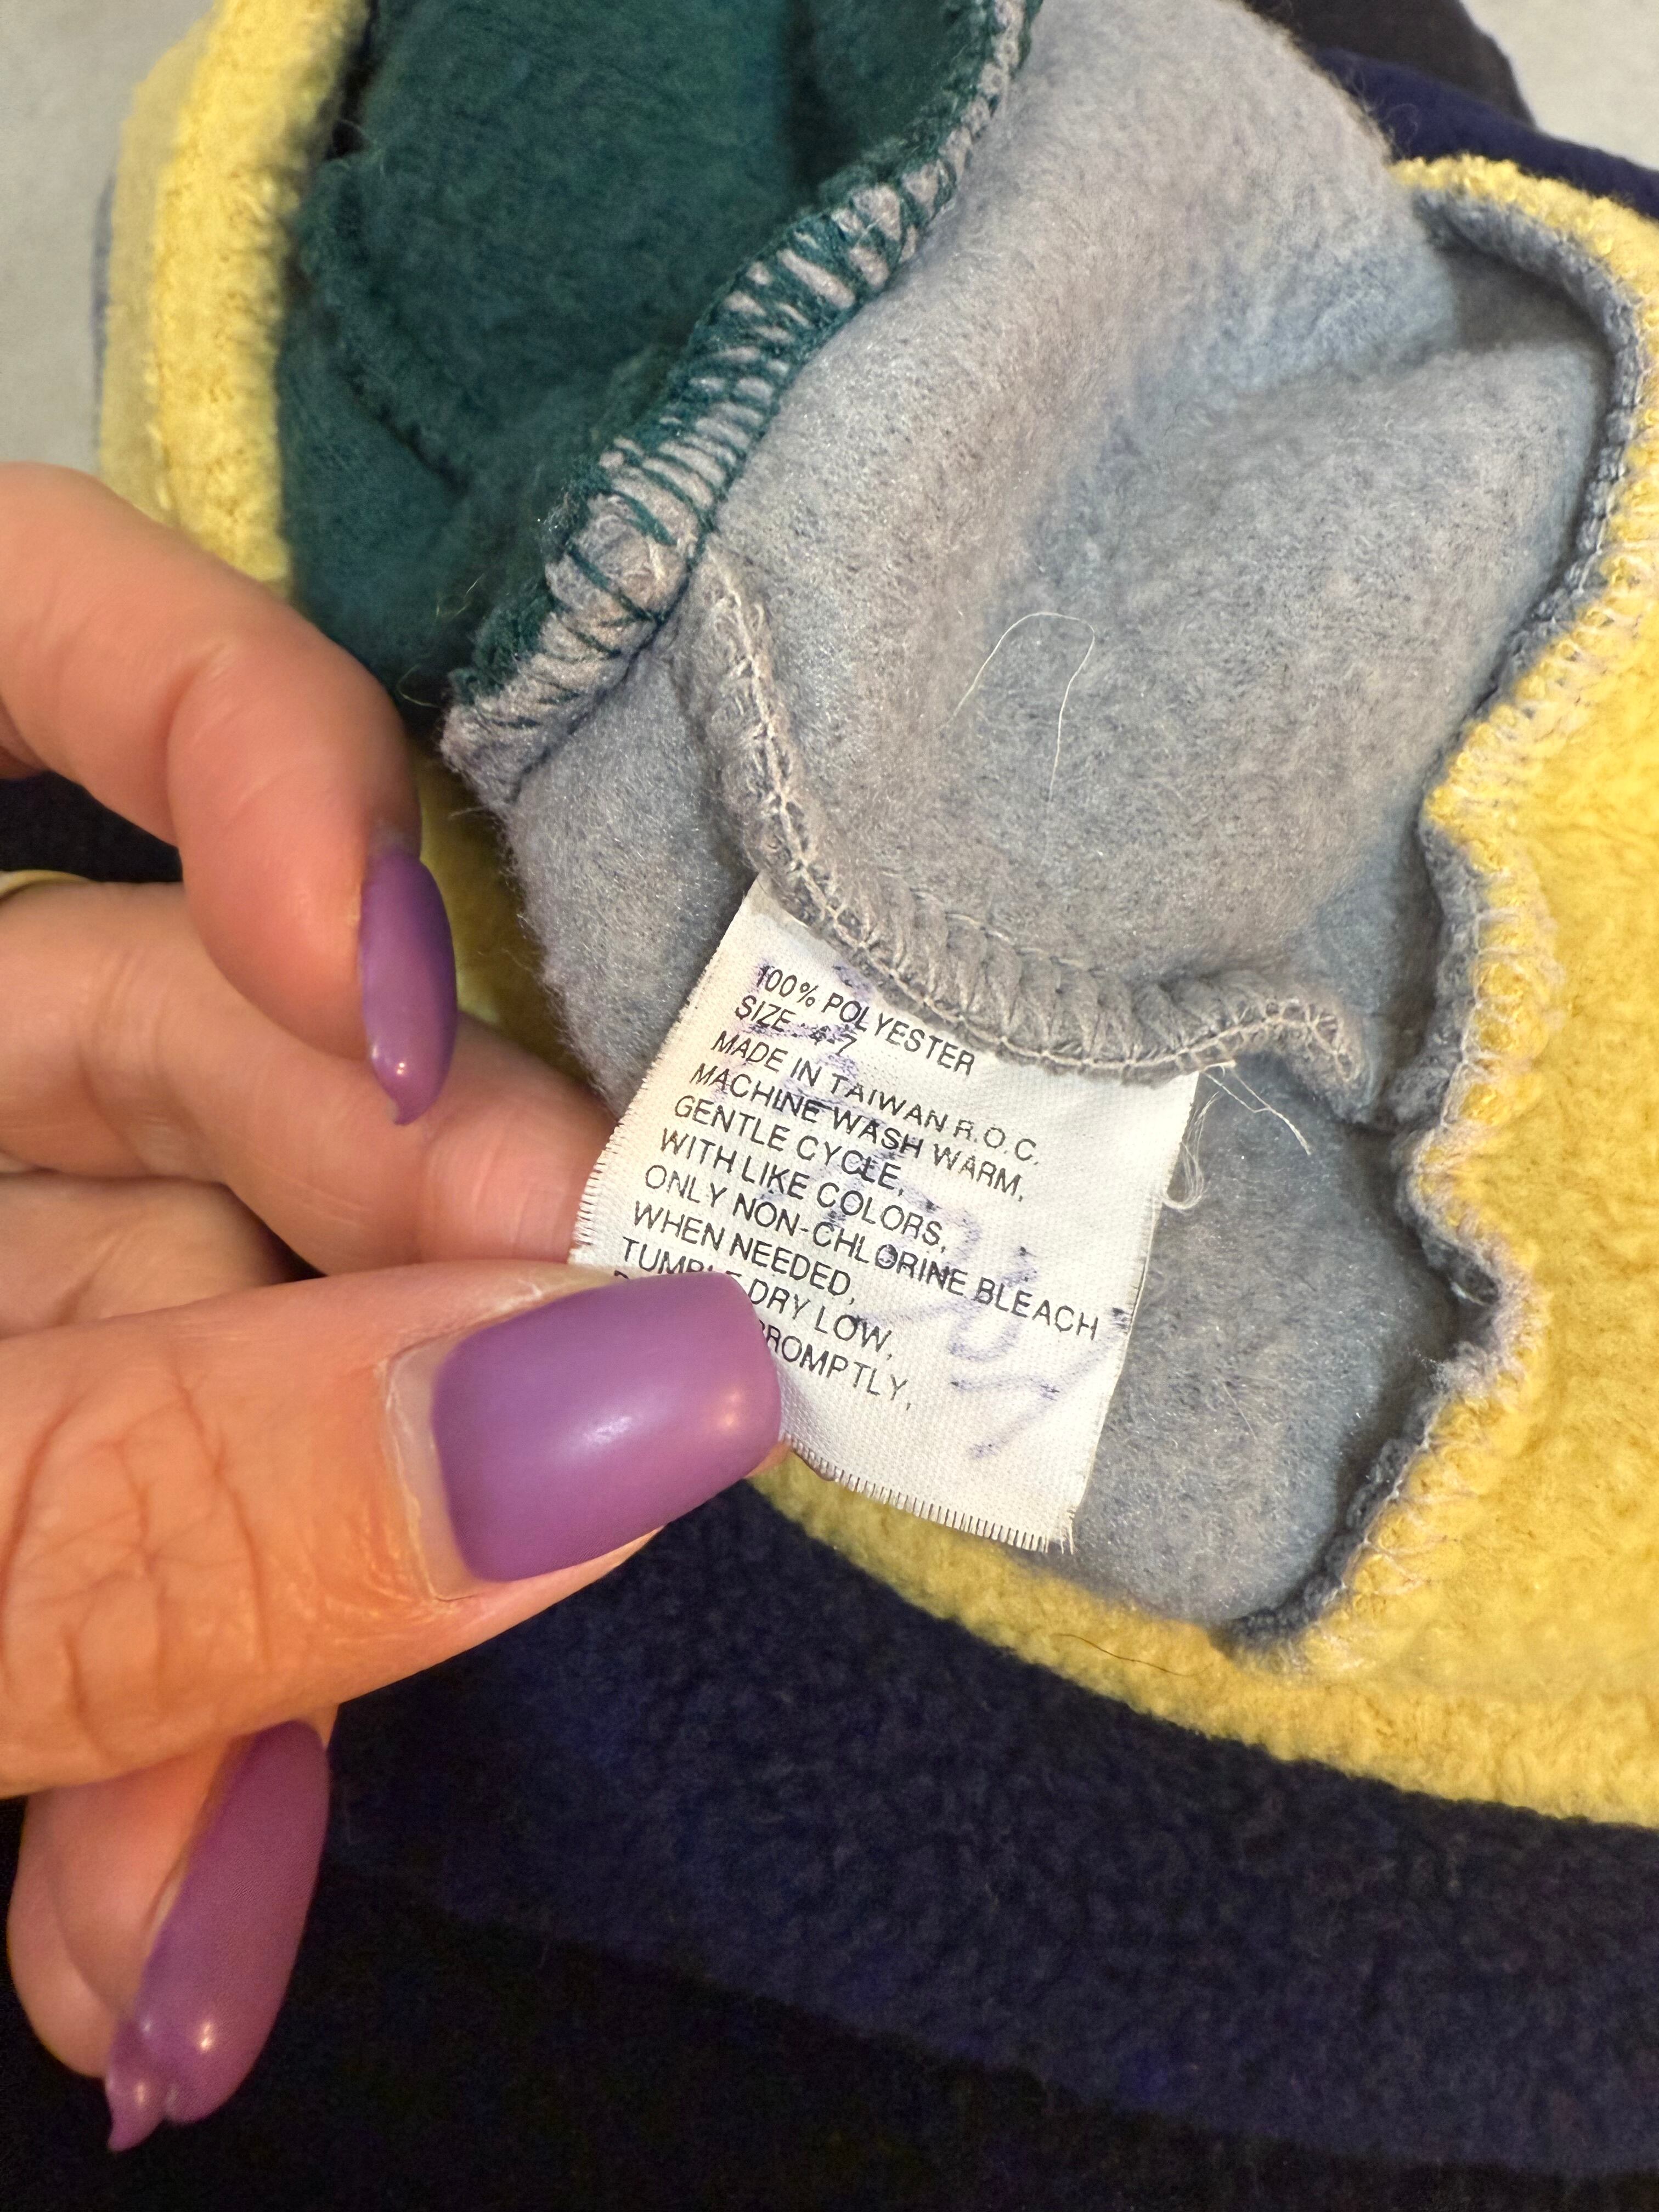 100% POLYESTER
SIZE 4-7
MADE IN TAIWAN R.O.C.
MACHINE WASH WARM,
GENTLE CYCLE,
WITH LIKE COLORS,
ONLY NON-CHLORINE BLEACH
WHEN NEEDED,
TUMBLE DRY LOW,
PROMPTLY,